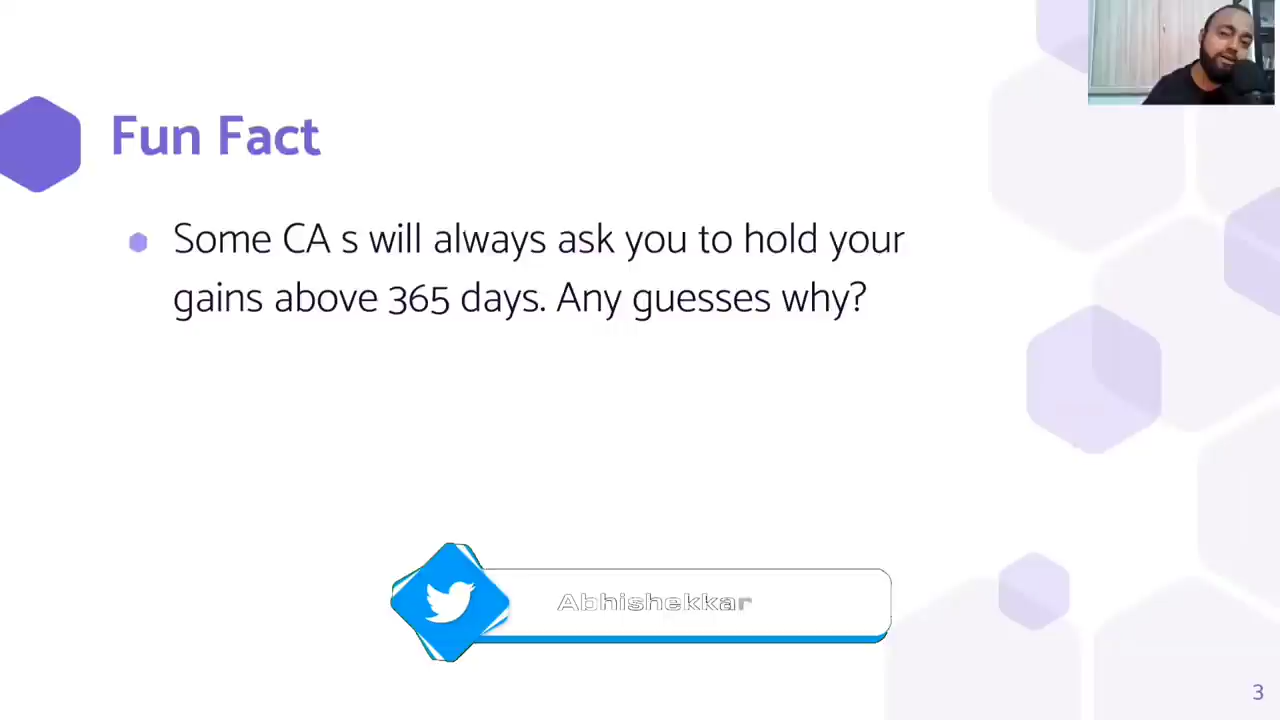 Fun Fact
Some CA s will always ask you to hold your
gains above 365 days. Any guesses why?
Abhishekkar
3